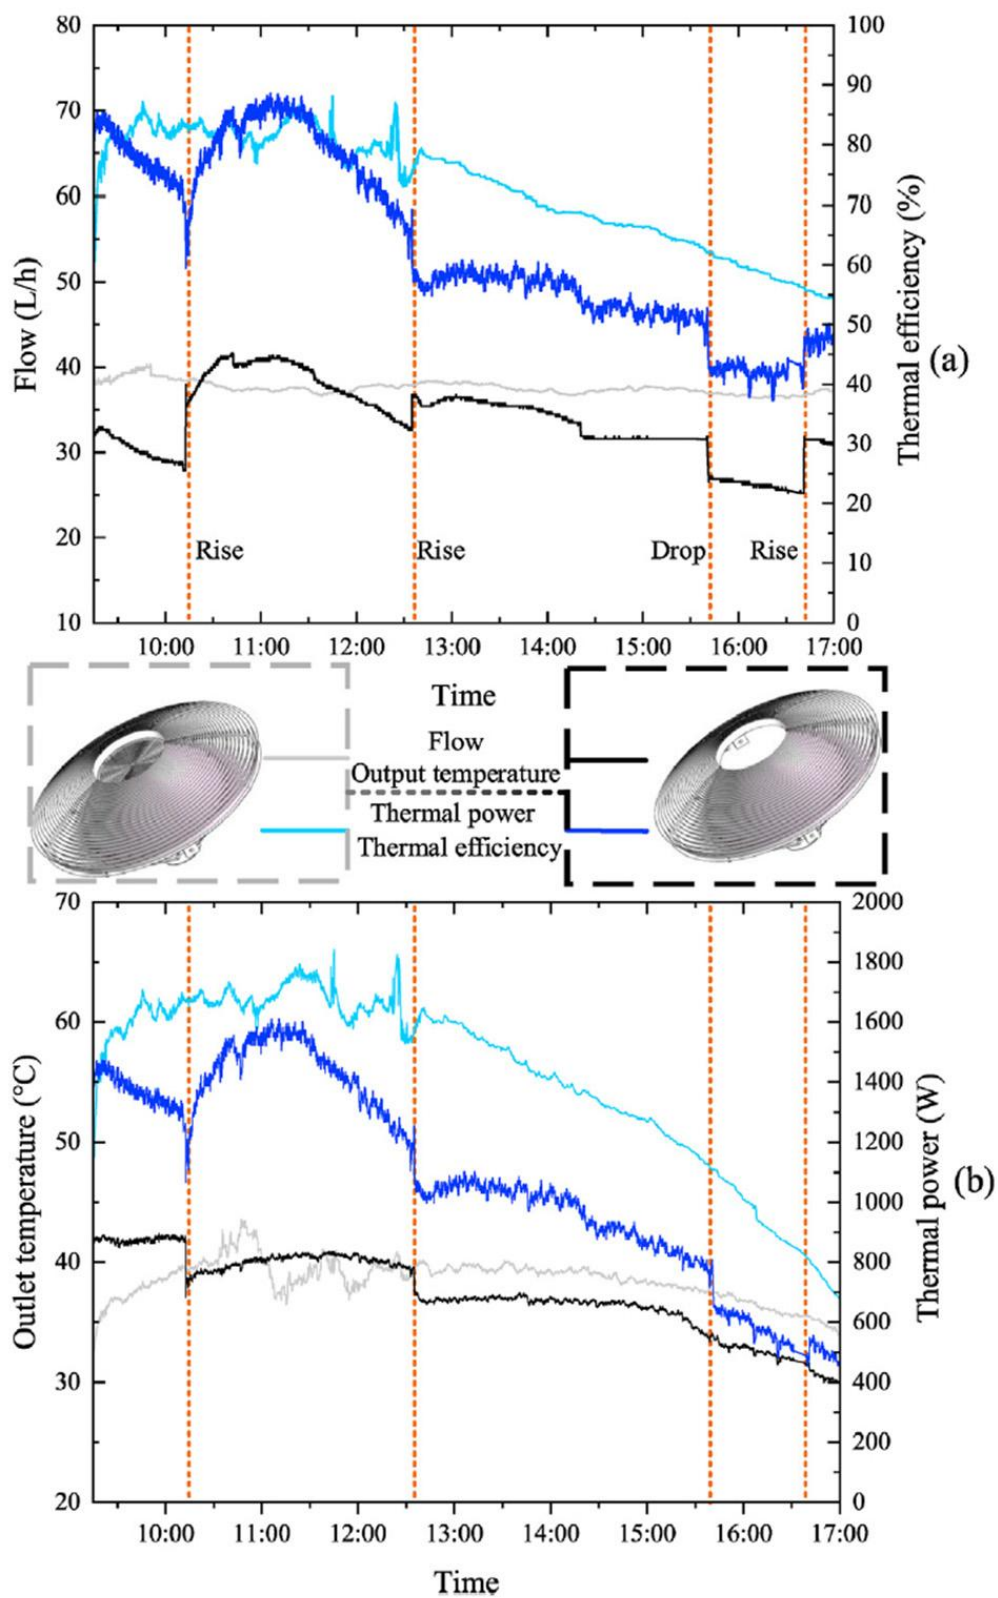 80
70
60
50
40
30
20
10
Flow (L/h)
100
90
80
70
60
50
40
30
20
10
0
Thermal efficiency (%)
(a)
Rise
Rise
Drop
Rise
10:00 11:00 12:00 13:00 14:00 15:00 16:00 17:00
Time
Flow
Output temperature
Thermal power
Thermal efficiency
70
60
50
40
30
20
Outlet temperature (℃)
2000
1800
1600
1400
1200
1000
800
600
400
200
0
Thermal power (W)
(b)
10:00 11:00 12:00 13:00 14:00 15:00 16:00 17:00
Time